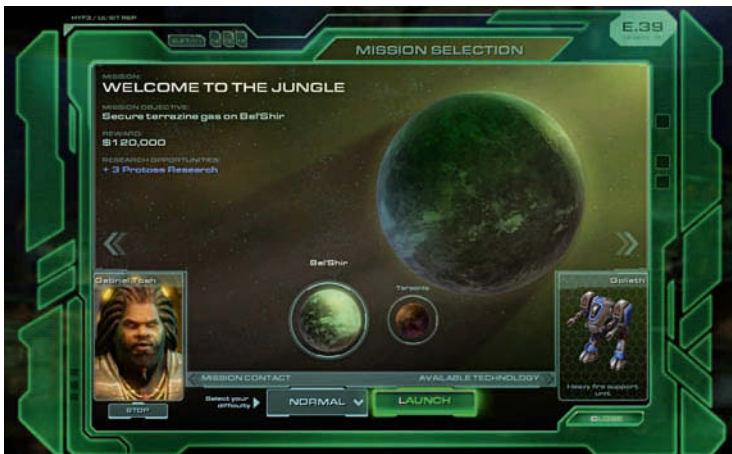 MISSION SELECTION
E.39
MISSION:
WELCOME TO THE JUNGLE
MISSION OBJECTIVE:
Secure terrazine gas on Bel'Shir
REWARD:
$120,000
RESEARCH OPPORTUNITIES:
+ 3 Protoss Research
Bel'Shir
Tarsonis
Gabriel Tosh
Goliath
Heavy fire support
unit.
MISSION CONTACT
AVAILABLE TECHNOLOGY
STOP
Select your
difficulty
NORMAL
LAUNCH
CLOSE